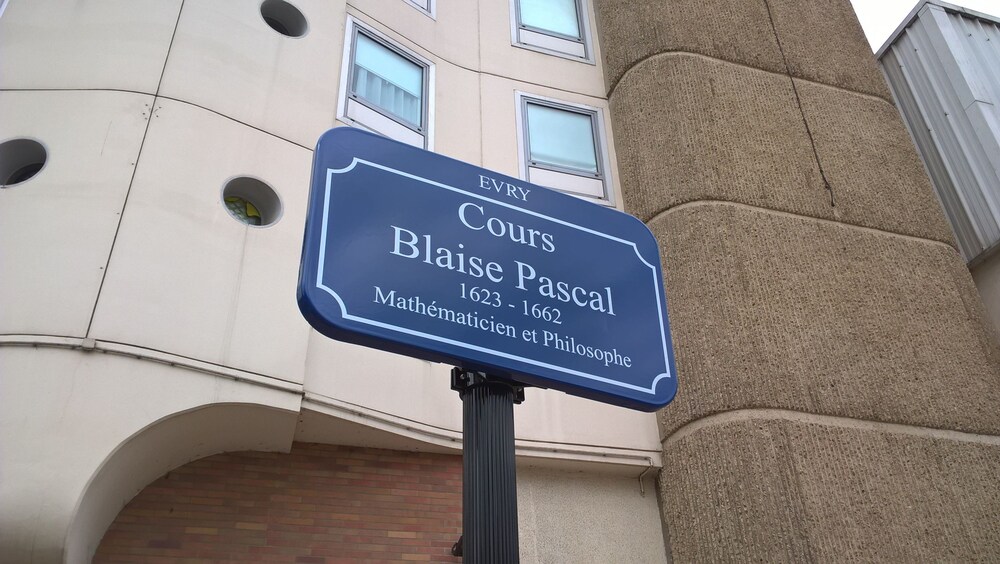 EVRY
Cours
Blaise Pascal
1623 - 1662
Mathématicien et Philosophe